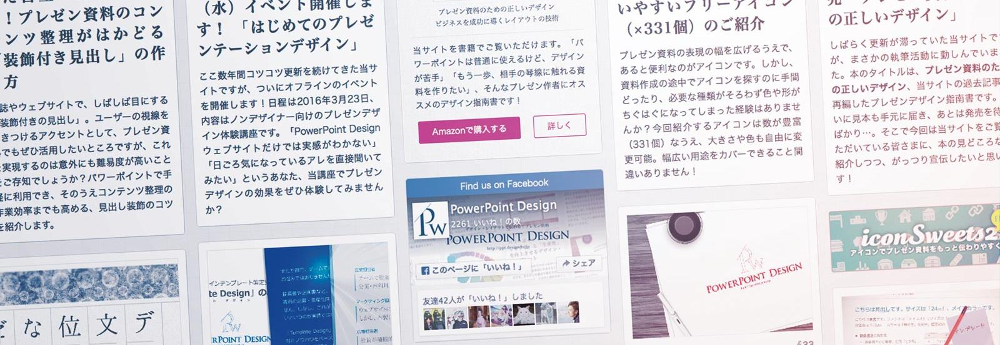 ！プレゼン資料のコン
ンツ整理がはかどる
「装飾付き見出し」の作
方
誌やウェブサイトで、しばしば目にする
装飾付きの見出し」。ユーザーの視線を
きつけるアクセントとして、プレゼン資
でもぜひ活用したいところですが、これ
実現するのは意外にも難易度が高いこと
ご存知でしょうか？パワーポイントで手
軽に利用でき、そのうえコンテンツ整理の
作業効率までも高める、見出し装飾のコツ
を紹介します。
な位文デ
（水）イベント開催しま
す！ 「はじめてのプレゼ
ンテーションデザイン」
ここ数年間コツコツ更新を続けてきた当サ
イトですが、ついにオフラインのイベント
を開催します！日程は2016年3月23日、
内容はノンデザイナー向けのプレゼンデザ
イン体験講座です。「PowerPoint Design
ウェブサイトだけでは実感がわかない」
「日ごろ気になっているアレを直接聞いて
みたい」というあなた、当講座でプレゼン
デザインの効果をぜひ体験してみません
か？
te Design」の
Pw
RPOINT DESIGN
プレゼン資料のための正しいデザイン
ビジネスを成功に導くレイアウトの技術
当サイトを書籍でご覧いただけます。「パ
ワーポイントは普通に使えるけど、デザイン
が苦手」「もう一歩、相手の琴線に触れる資
料を作りたい」、そんなプレゼン作者にオス
スメのデザイン指南書です！
Amazonで購入する
詳しく
Find us on Facebook
Pw
PowerPoint Design
2261 いいね！の数
POWERPOINT DESIGN
このページに「いいね！」
シェア
友達42人が「いいね！」しました
いやすいフリーアイコン
（×331個）のご紹介
プレゼン資料の表現の幅を広げるうえで、
あると便利なのがアイコンです。しかし、
資料作成の途中でアイコンを探すのに手間
どったり、必要な種類がそろわず色や形が
ちぐはぐになってしまった経験はありませ
んか？今回紹介するアイコンは数が豊富
（331個）なうえ、大きさや色も自由に変
更可能。幅広い用途をカバーできること間
違いありません！
POWERPOINT DESIGN
633
の正しいデザイン」
しばらく更新が滞っていた当サイトで
が、まさかの執筆活動に勤しんでいま
た。本のタイトルは、プレゼン資料のた
の正しいデザイン、当サイトの過去記事
再編したプレゼンデザイン指南書です。
いに見本も手元に届き、あとは発売を待
ばかり…。そこで今回は当サイトをご覧
ただいている皆さまに、本の見どころな
紹介しつつ、がっつり宣伝したいと思い
す！
iconSweets2
アイコンでプレゼン資料をもっと伝わりやすく
こちらは見出しです。サイズは「24pt」、メイ
テンプレート